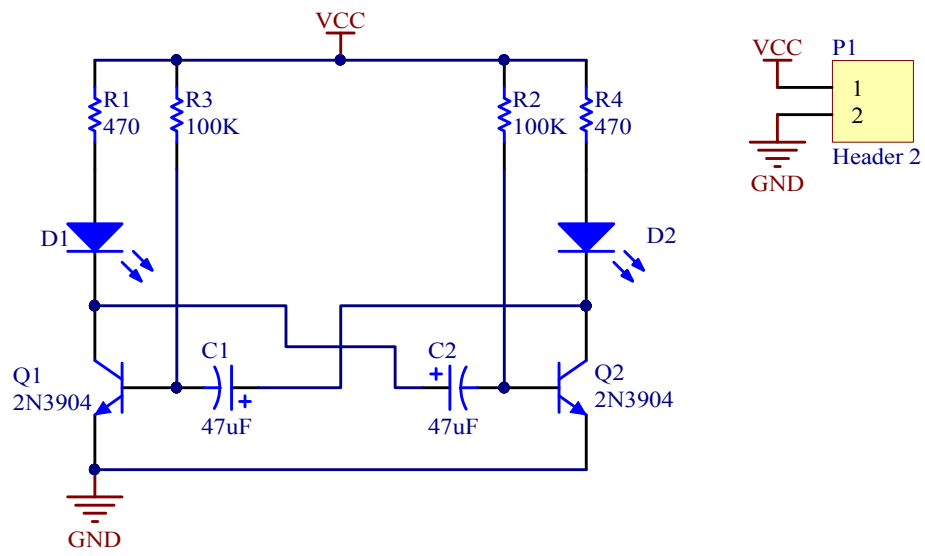 VCC
P1
VCC
R1
470
R3
100K
R2
100K
R4
470
1
2
Header 2
GND
D1
D2
C1
C2
Q1
2N3904
+
47uF
+
47uF
Q2
2N3904
GND